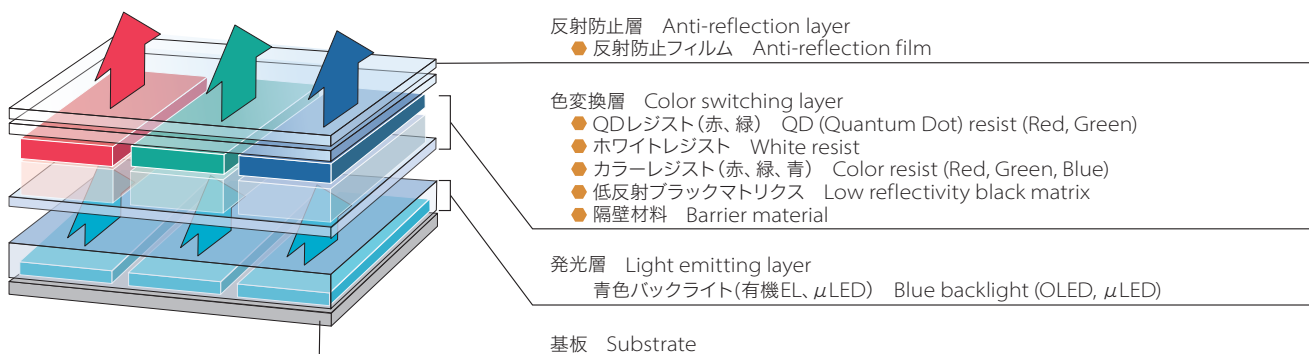 反射防止層 Anti-reflection layer
反射防止フィルム Anti-reflection film
色変換層 Color switching layer
QDレジスト(赤、緑) QD (Quantum Dot) resist (Red, Green)
ホワイトレジスト White resist
カラーレジスト(赤、緑、青) Color resist (Red, Green, Blue)
低反射ブラックマトリクス Low reflectivity black matrix
隔壁材料 Barrier material
発光層 Light emitting layer
青色バックライト(有機EL、μLED) Blue backlight (OLED, μLED)
基板 Substrate